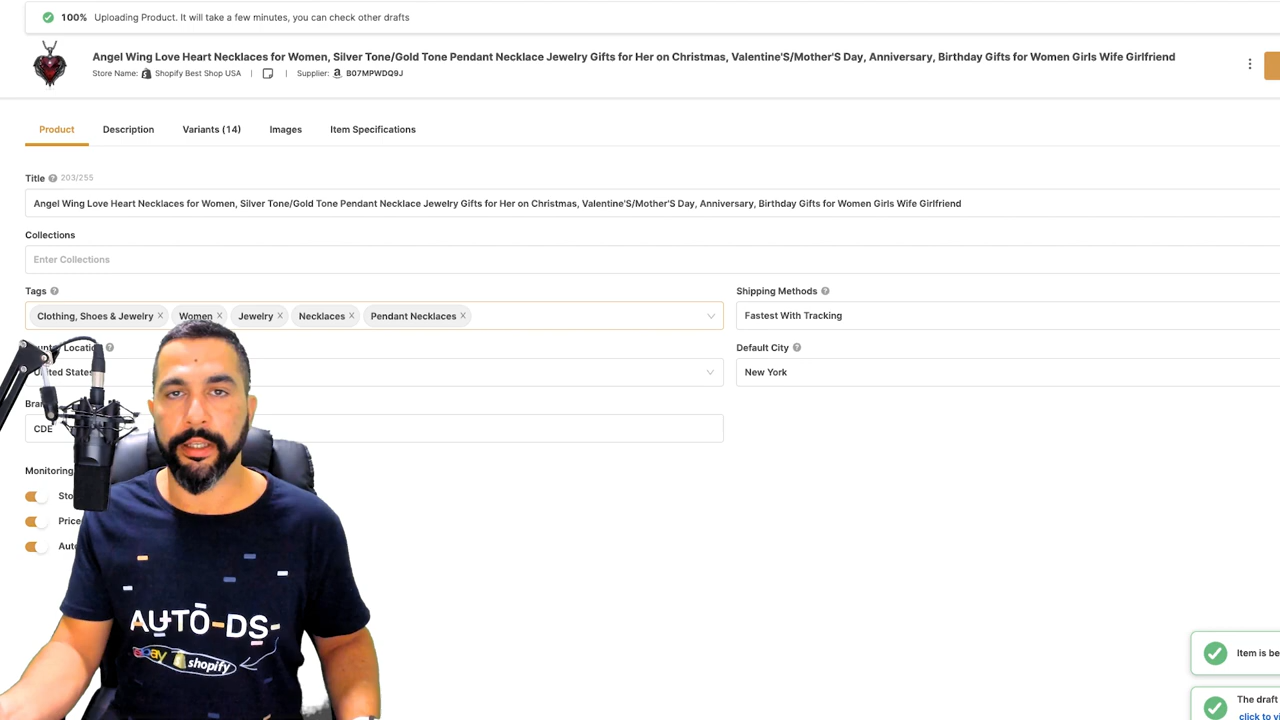 100% Uploading Product. It will take a few minutes, you can check other drafts
Angel Wing Love Heart Necklaces for Women, Silver Tone/Gold Tone Pendant Necklace Jewelry Gifts for Her on Christmas, Valentine'S/Mother'S Day, Anniversary, Birthday Gifts for Women Girls Wife Girlfriend
Store Name: Shopify Best Shop USA | | Supplier: B07MPWDQ9J
Product Description Variants (14) Images Item Specifications
Title 203/255
Angel Wing Love Heart Necklaces for Women, Silver Tone/Gold Tone Pendant Necklace Jewelry Gifts for Her on Christmas, Valentine'S/Mother'S Day, Anniversary, Birthday Gifts for Women Girls Wife Girlfriend
Collections
Enter Collections
Tags
Clothing, Shoes & Jewelry Women Jewelry Necklaces Pendant Necklaces
Shipping Methods
Fastest With Tracking
United States
Default City
New York
CDE
Monitoring
Price
AUTO-DS-
ebay shopify
Item is be
The draft
click to vi